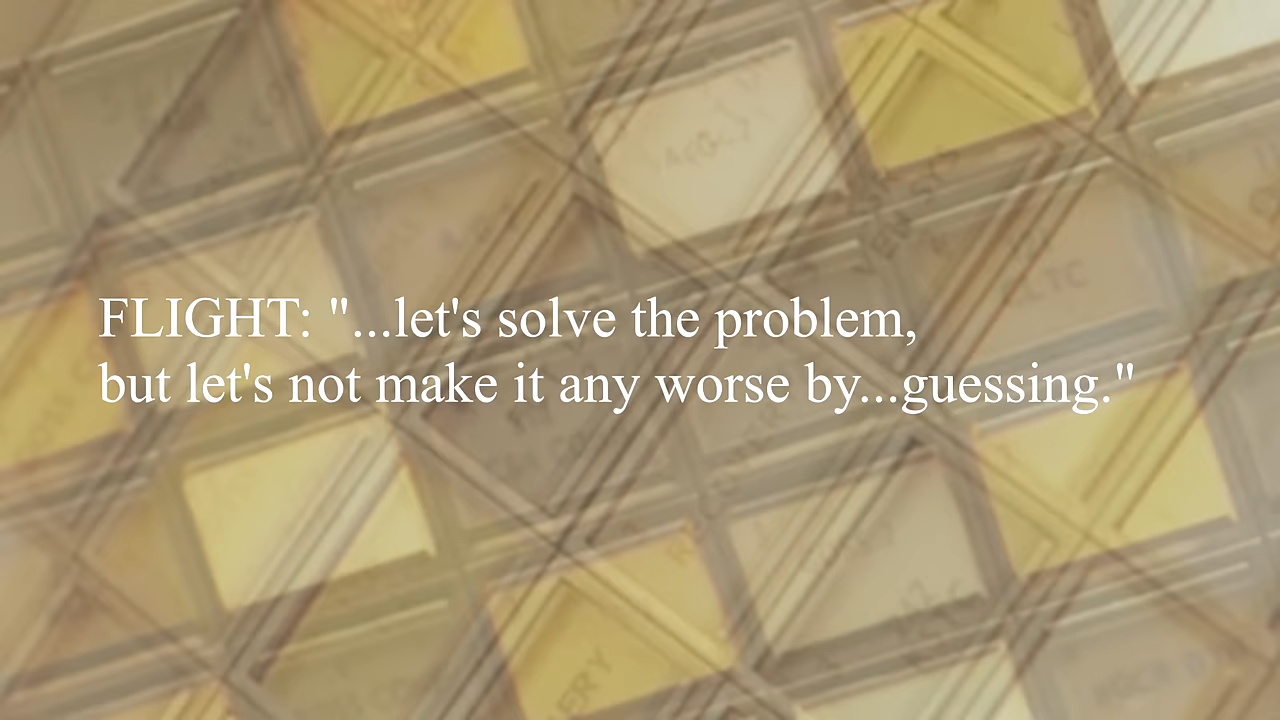 FLIGHT: "...let's solve the problem,
but let's not make it any worse by...guessing."